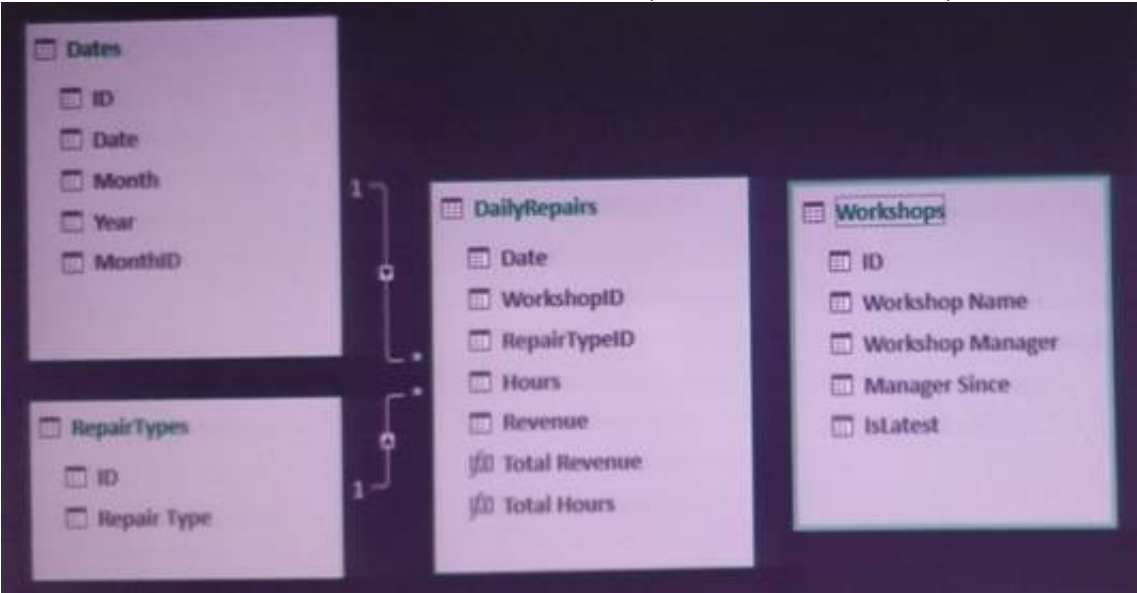 Dates
ID
Date
Month
Year
MonthID
1
*
DailyRepairs
Date
WorkshopID
RepairTypeID
Hours
Revenue
Total Revenue
Total Hours
Workshops
ID
Workshop Name
Workshop Manager
Manager Since
IsLatest
RepairTypes
ID
Repair Type
*
1